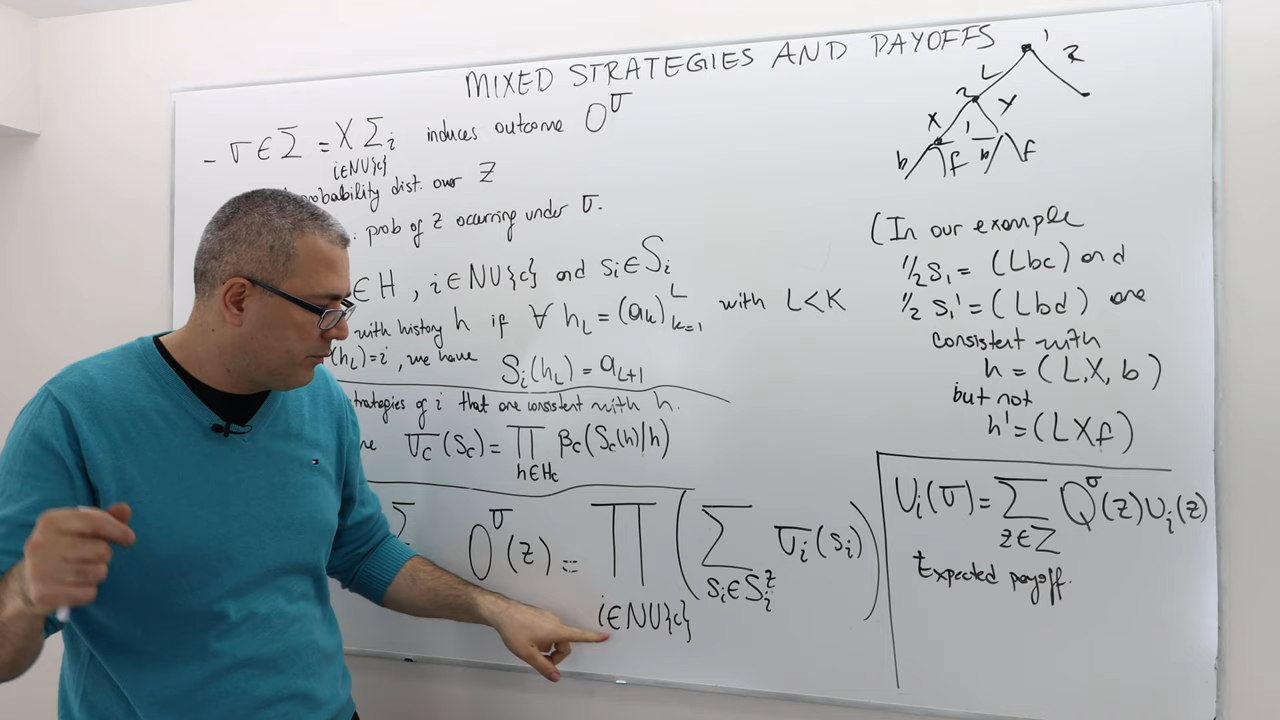 MIXED STRATEGIES AND PAYOFFS
- σ ∈ Σ = X Σi induces outcome O^σ
i∈NU{c}
probability dist. over Z
: prob of z occurring under σ.
∈ H , i ∈ NU{c} and si ∈ Si
with history h if ∀ hL = (ak)^L k=1 with L<K
(hL)=i , we have Si(hL) = aL+1
strategies of i that are consistent with h.
σc(Sc) = ∏ βc(Sc(h)|h)
h∈Hc
Σ O^σ(z) = ∏ ( Σ σi(si) )
i∈NU{c} si∈Si^z
1
L R
2
X Y
1
b f b f
(In our example
1/2 S1 = (Lbc) and
1/2 S1' = (Lbd) are
consistent with
h = (L,X,b)
but not
h' = (LXf)
Ui(σ) = Σ O^σ(z) Ui(z)
z∈Z
Expected payoff.